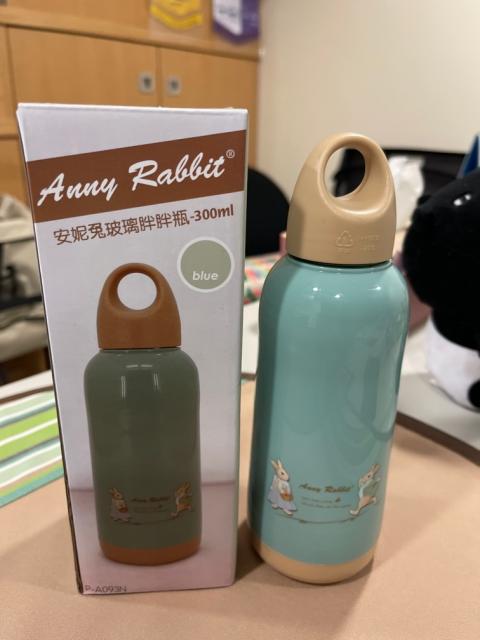 Anny Rabbit®
安妮兔玻璃胖胖瓶-300ml
blue
Anny Rabbit
P-A093N
Anny Rabbit